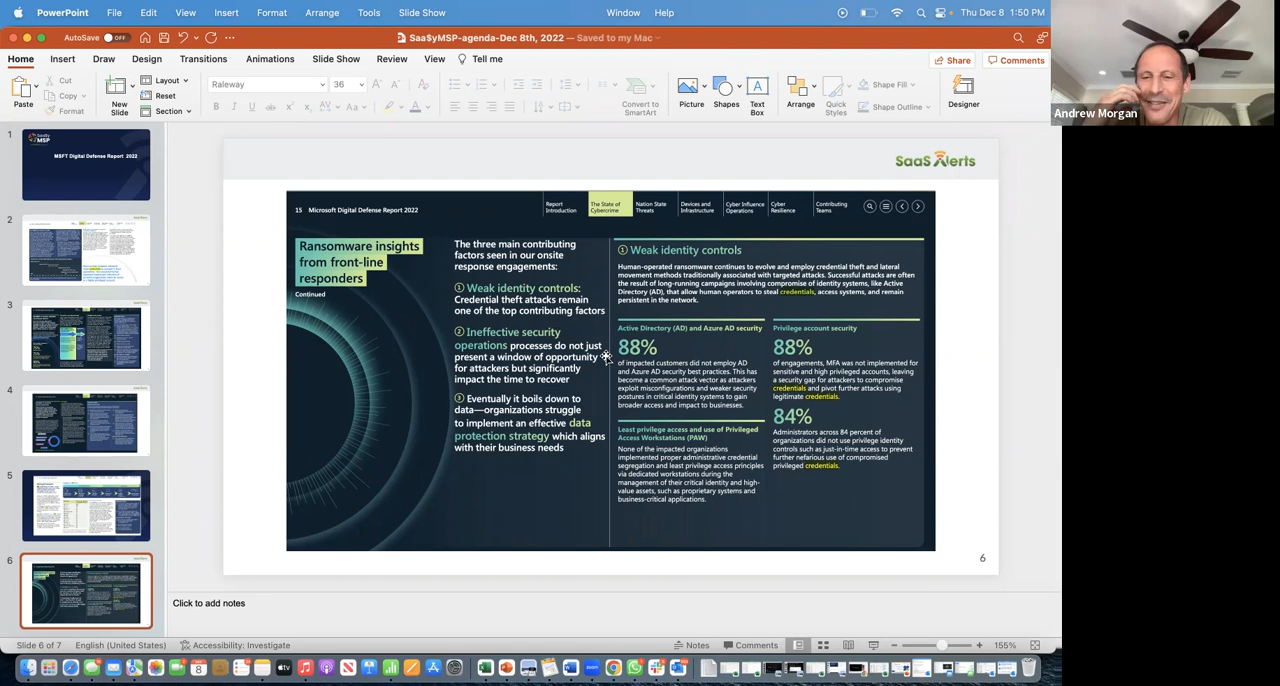 PowerPoint File Edit View Insert Format Arrange Tools Slide Show Window Help Thu Dec 8 1:50 PM
AutoSave OFF SaaSyMSP-agenda-Dec 8th, 2022 — Saved to my Mac
Home Insert Draw Design Transitions Animations Slide Show Review View Tell me Share Comments
Paste
Cut
Copy
Format
New
Slide
Layout
Reset
Section
Raleway 36
Convert to
SmartArt
Picture
Shapes
Text
Box
Arrange
Quick
Styles
Shape Fill
Shape Outline
Designer
Andrew Morgan
1
MSFT Digital Defense Report 2022
2
3
4
5
6
SaaS Alerts
15 Microsoft Digital Defense Report 2022
Report
Introduction
The State of
Cybercrime
Nation State
Threats
Devices and
Infrastructure
Cyber Influence
Operations
Cyber
Resilience
Contributing
Teams
Ransomware insights
from front-line
responders
Continued
The three main contributing
factors seen in our onsite
response engagements:
① Weak identity controls:
Credential theft attacks remain
one of the top contributing factors
② Ineffective security
operations processes do not just
present a window of opportunity
for attackers but significantly
impact the time to recover
③ Eventually it boils down to
data—organizations struggle
to implement an effective data
protection strategy which aligns
with their business needs
① Weak identity controls
Human-operated ransomware continues to evolve and employ credential theft and lateral
movement methods traditionally associated with targeted attacks. Successful attacks are often
the result of long-running campaigns involving compromise of identity systems, like Active
Directory (AD), that allow human operators to steal credentials, access systems, and remain
persistent in the network.
Active Directory (AD) and Azure AD security
88%
of impacted customers did not employ AD
and Azure AD security best practices. This has
become a common attack vector as attackers
exploit misconfigurations and weaker security
postures in critical identity systems to gain
broader access and impact to businesses.
Least privilege access and use of Privileged
Access Workstations (PAW)
None of the impacted organizations
implemented proper administrative credential
segregation and least privilege access principles
via dedicated workstations during the
management of their critical identity and high-
value assets, such as proprietary systems and
business-critical applications.
Privilege account security
88%
of engagements, MFA was not implemented for
sensitive and high privileged accounts, leaving
a security gap for attackers to compromise
credentials and pivot further attacks using
legitimate credentials.
84%
Administrators across 84 percent of
organizations did not use privilege identity
controls such as just-in-time access to prevent
further nefarious use of compromised
privileged credentials.
6
Click to add notes
Slide 6 of 7 English (United States) Accessibility: Investigate Notes Comments 155%